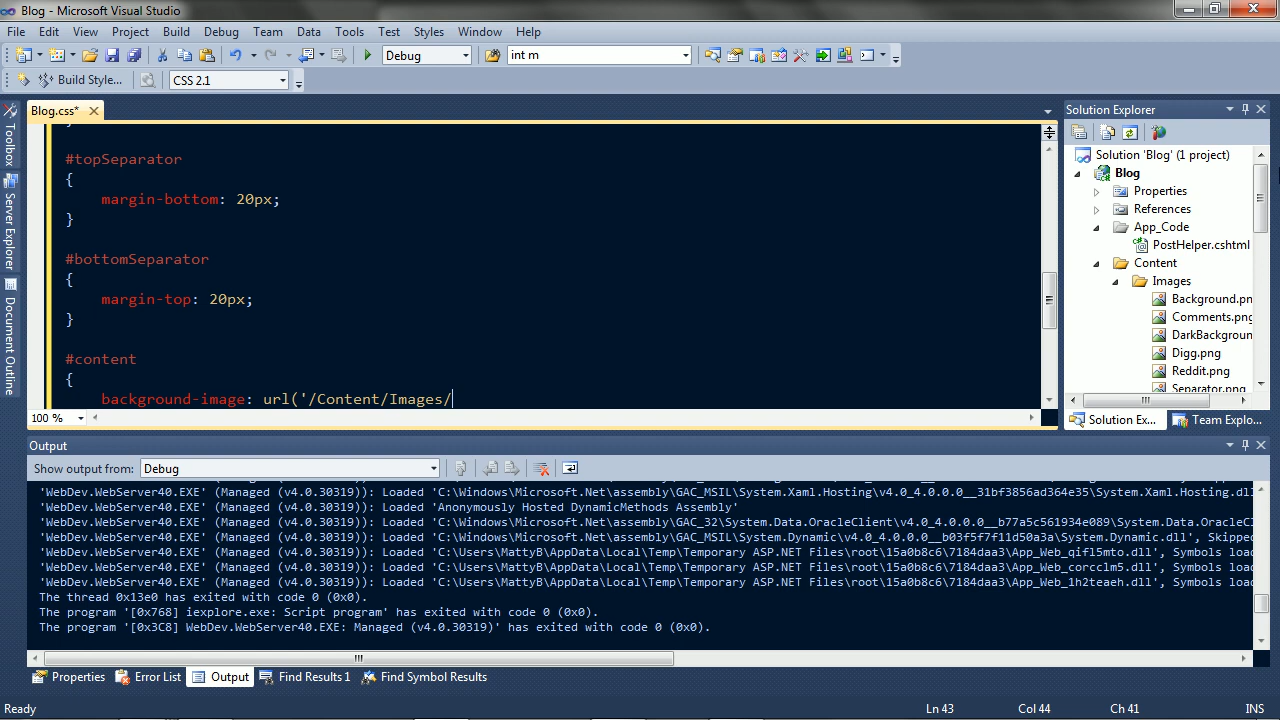 Blog - Microsoft Visual Studio
File Edit View Project Build Debug Team Data Tools Test Styles Window Help
Debug int m
Build Style... CSS 2.1
Blog.css*
Toolbox
Server Explorer
Document Outline
}
#topSeparator
{
margin-bottom: 20px;
}
#bottomSeparator
{
margin-top: 20px;
}
#content
{
background-image: url('/Content/Images/
100 %
Solution Explorer
Solution 'Blog' (1 project)
Blog
Properties
References
App_Code
PostHelper.cshtml
Content
Images
Background.pn
Comments.png
DarkBackgroun
Digg.png
Reddit.png
Separator.png
Solution Ex... Team Explo...
Output
Show output from: Debug
'WebDev.WebServer40.EXE' (Managed (v4.0.30319)): Loaded 'C:\Windows\Microsoft.Net\assembly\GAC_MSIL\System.Xaml.Hosting\v4.0_4.0.0.0__31bf3856ad364e35\System.Xaml.Hosting.dl
'WebDev.WebServer40.EXE' (Managed (v4.0.30319)): Loaded 'Anonymously Hosted DynamicMethods Assembly'
'WebDev.WebServer40.EXE' (Managed (v4.0.30319)): Loaded 'C:\Windows\Microsoft.Net\assembly\GAC_32\System.Data.OracleClient\v4.0_4.0.0.0__b77a5c561934e089\System.Data.OracleC
'WebDev.WebServer40.EXE' (Managed (v4.0.30319)): Loaded 'C:\Windows\Microsoft.Net\assembly\GAC_MSIL\System.Dynamic\v4.0_4.0.0.0__b03f5f7f11d50a3a\System.Dynamic.dll', Skippe
'WebDev.WebServer40.EXE' (Managed (v4.0.30319)): Loaded 'C:\Users\MattyB\AppData\Local\Temp\Temporary ASP.NET Files\root\15a0b8c6\7184daa3\App_Web_qifl5mto.dll', Symbols loa
'WebDev.WebServer40.EXE' (Managed (v4.0.30319)): Loaded 'C:\Users\MattyB\AppData\Local\Temp\Temporary ASP.NET Files\root\15a0b8c6\7184daa3\App_Web_corcclm5.dll', Symbols loa
'WebDev.WebServer40.EXE' (Managed (v4.0.30319)): Loaded 'C:\Users\MattyB\AppData\Local\Temp\Temporary ASP.NET Files\root\15a0b8c6\7184daa3\App_Web_1h2teaeh.dll', Symbols loa
The thread 0x13e0 has exited with code 0 (0x0).
The program '[0x768] iexplore.exe: Script program' has exited with code 0 (0x0).
The program '[0x3C8] WebDev.WebServer40.EXE: Managed (v4.0.30319)' has exited with code 0 (0x0).
Properties Error List Output Find Results 1 Find Symbol Results
Ready Ln 43 Col 44 Ch 41 INS